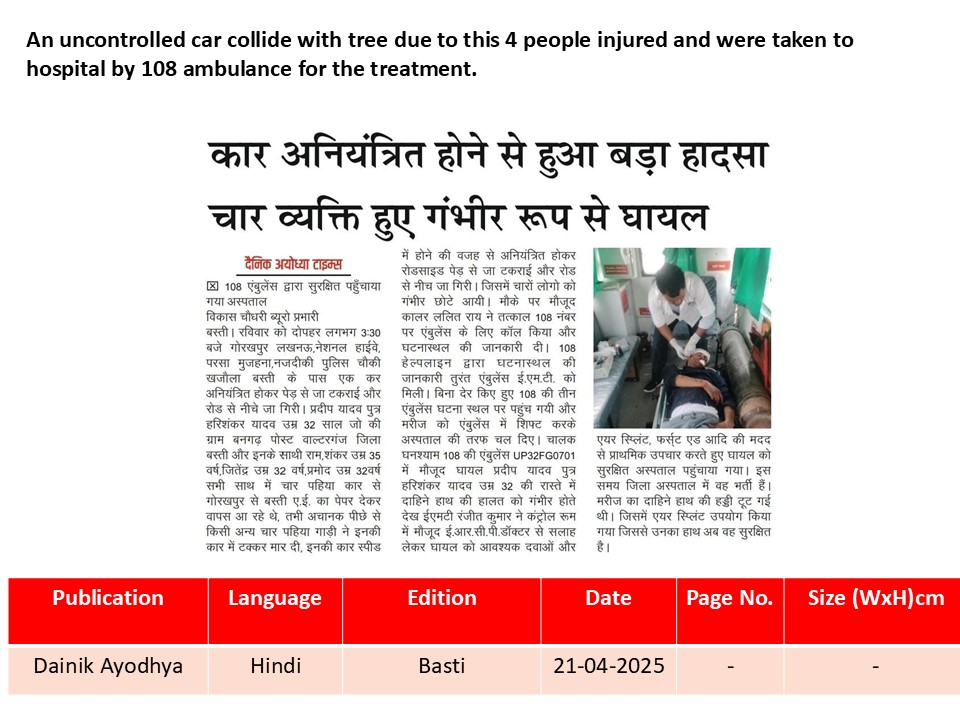 An uncontrolled car collide with tree due to this 4 people injured and were taken to
hospital by 108 ambulance for the treatment.
कार अनियंत्रित होने से हुआ बड़ा हादसा
चार व्यक्ति हुए गंभीर रूप से घायल
दैनिक अयोध्या टाइम्स
108 एंबुलेंस द्वारा सुरक्षित पहुँचाया
गया अस्पताल
विकास चौधरी ब्यूरो प्रभारी
बस्ती। रविवार को दोपहर लगभग 3:30
बजे गोरखपुर लखनऊ,नेशनल हाईवे,
परसा मुजहना,नजदीकी पुलिस चौकी
खजौला बस्ती के पास एक कर
अनियंत्रित होकर पेड़ से जा टकराई और
रोड से नीचे जा गिरी। प्रदीप यादव पुत्र
हरिशंकर यादव उम्र 32 साल जो की
ग्राम बनगढ़ पोस्ट वाल्टरगंज जिला
बस्ती और इनके साथी राम,शंकर उम्र 35
वर्ष,जितेंद्र उम्र 32 वर्ष,प्रमोद उम्र 32वर्ष
सभी साथ में चार पहिया कार से
गोरखपुर से बस्ती ए.ई. का पेपर देकर
वापस आ रहे थे, तभी अचानक पीछे से
किसी अन्य चार पहिया गाड़ी ने इनकी
कार में टक्कर मार दी, इनकी कार स्पीड
में होने की वजह से अनियंत्रित होकर
रोडसाइड पेड़ से जा टकराई और रोड
से नीच जा गिरी। जिसमें चारों लोगो को
गंभीर छोटे आयी। मौके पर मौजूद
कालर ललित राय ने तत्काल 108 नंबर
पर एंबुलेंस के लिए कॉल किया और
घटनास्थल की जानकारी दी। 108
हेल्पलाइन द्वारा घटनास्थल की
जानकारी तुरंत एंबुलेंस ई.एम.टी. को
मिली। बिना देर किए हुए 108 की तीन
एंबुलेंस घटना स्थल पर पहुंच गयी और
मरीज को एंबुलेंस में शिफ्ट करके
अस्पताल की तरफ चल दिए। चालक
घनश्याम 108 की एंबुलेंस UP32FG0701
में मौजूद घायल प्रदीप यादव पुत्र
हरिशंकर यादव उम्र 32 की रास्ते में
दाहिने हाथ की हालत को गंभीर होते
देख ईएमटी रंजीत कुमार ने कंट्रोल रूम
में मौजूद ई.आर.सी.पी.डॉक्टर से सलाह
लेकर घायल को आवश्यक दवाओं और
एयर स्प्लिंट, फर्स्ट एड आदि की मदद
से प्राथमिक उपचार करते हुए घायल को
सुरक्षित अस्पताल पहुंचाया गया। इस
समय जिला अस्पताल में वह भर्ती हैं।
मरीज का दाहिने हाथ की हड्डी टूट गई
थी। जिसमें एयर स्प्लिंट उपयोग किया
गया जिससे उनका हाथ अब वह सुरक्षित
है।
Publication Language Edition Date Page No. Size (WxH)cm
Dainik Ayodhya Hindi Basti 21-04-2025 - -